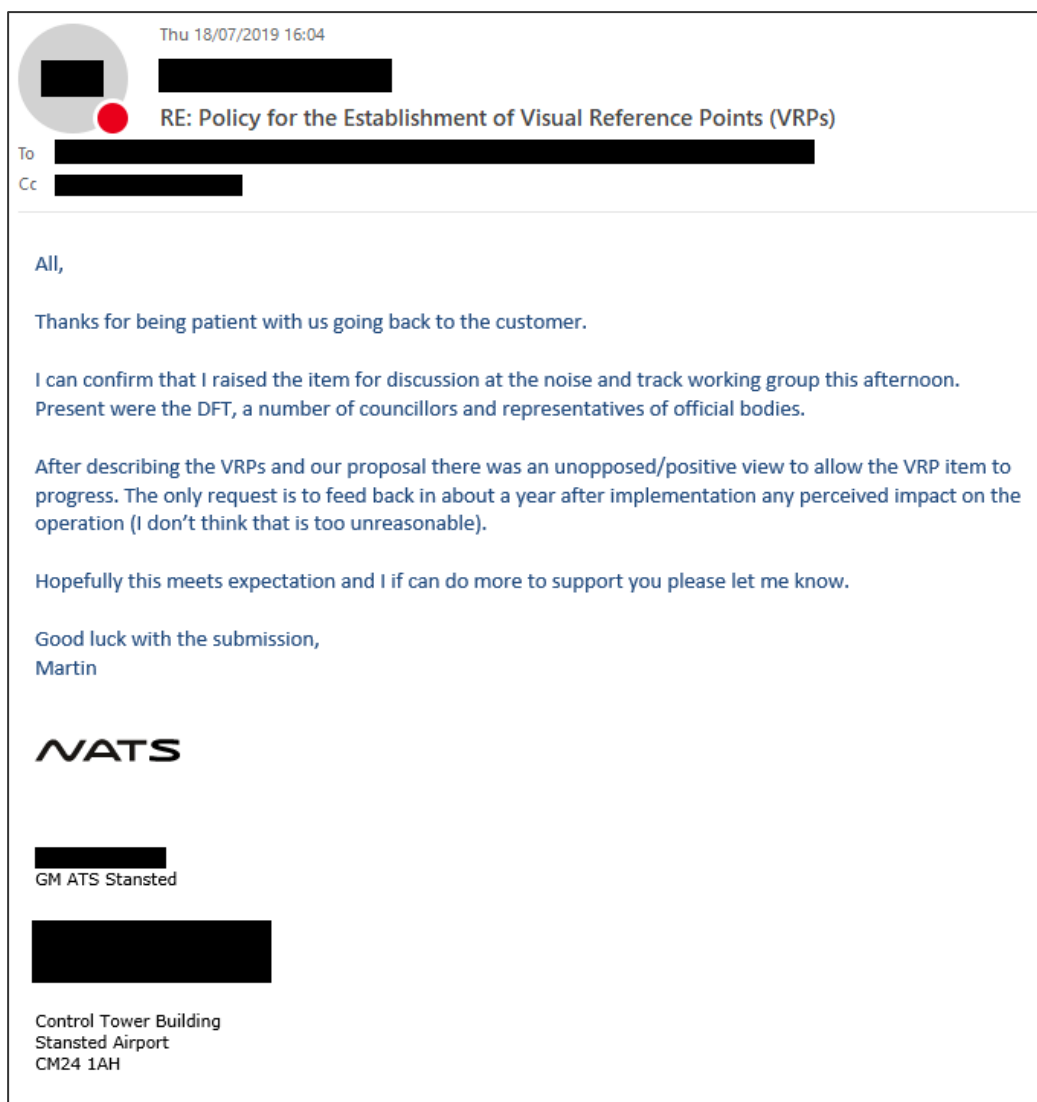 Thu 18/07/2019 16:04
RE: Policy for the Establishment of Visual Reference Points (VRPs)
To
Cc
All,
Thanks for being patient with us going back to the customer.
I can confirm that I raised the item for discussion at the noise and track working group this afternoon.
Present were the DFT, a number of councillors and representatives of official bodies.
After describing the VRPs and our proposal there was an unopposed/positive view to allow the VRP item to
progress. The only request is to feed back in about a year after implementation any perceived impact on the
operation (I don't think that is too unreasonable).
Hopefully this meets expectation and I if can do more to support you please let me know.
Good luck with the submission,
Martin
NATS
GM ATS Stansted
Control Tower Building
Stansted Airport
CM24 1AH